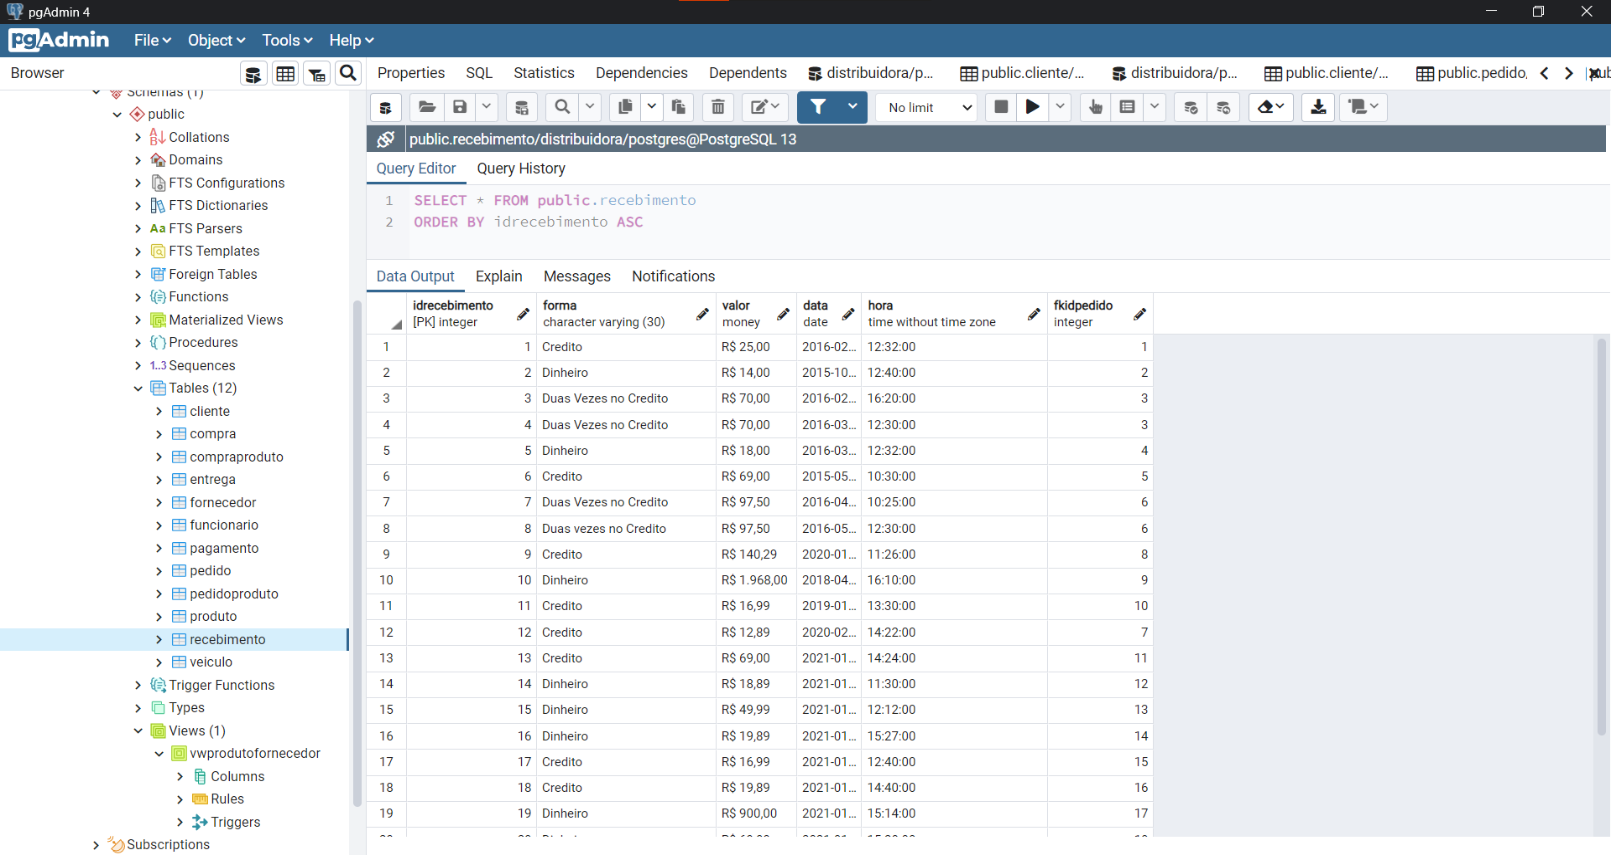 pgAdmin 4
pgAdmin File Object Tools Help
Browser
Properties SQL Statistics Dependencies Dependents distribuidora/p... public.cliente/... distribuidora/p... public.cliente/... public.pedido
No limit
public.recebimento/distribuidora/postgres@PostgreSQL 13
Query Editor Query History
1 SELECT * FROM public.recebimento
2 ORDER BY idrecebimento ASC
Data Output Explain Messages Notifications
Schemas (1)
public
Collations
Domains
FTS Configurations
FTS Dictionaries
Aa FTS Parsers
FTS Templates
Foreign Tables
Functions
Materialized Views
Procedures
1..3 Sequences
Tables (12)
cliente
compra
compraproduto
entrega
fornecedor
funcionario
pagamento
pedido
pedidoproduto
produto
recebimento
veiculo
Trigger Functions
Types
Views (1)
vwprodutofornecedor
Columns
Rules
Triggers
Subscriptions
idrecebimento forma valor data hora fkidpedido
[PK] integer character varying (30) money date time without time zone integer
1 1 Credito R$ 25,00 2016-02... 12:32:00 1
2 2 Dinheiro R$ 14,00 2015-10... 12:40:00 2
3 3 Duas Vezes no Credito R$ 70,00 2016-02... 16:20:00 3
4 4 Duas Vezes no Credito R$ 70,00 2016-03... 12:30:00 3
5 5 Dinheiro R$ 18,00 2016-03... 12:32:00 4
6 6 Credito R$ 69,00 2015-05... 10:30:00 5
7 7 Duas Vezes no Credito R$ 97,50 2016-04... 10:25:00 6
8 8 Duas vezes no Credito R$ 97,50 2016-05... 12:30:00 6
9 9 Credito R$ 140,29 2020-01... 11:26:00 8
10 10 Dinheiro R$ 1.968,00 2018-04... 16:10:00 9
11 11 Credito R$ 16,99 2019-01... 13:30:00 10
12 12 Credito R$ 12,89 2020-02... 14:22:00 7
13 13 Credito R$ 69,00 2021-01... 14:24:00 11
14 14 Dinheiro R$ 18,89 2021-01... 11:30:00 12
15 15 Dinheiro R$ 49,99 2021-01... 12:12:00 13
16 16 Dinheiro R$ 19,89 2021-01... 15:27:00 14
17 17 Credito R$ 16,99 2021-01... 12:40:00 15
18 18 Credito R$ 19,89 2021-01... 14:40:00 16
19 19 Dinheiro R$ 900,00 2021-01... 15:14:00 17